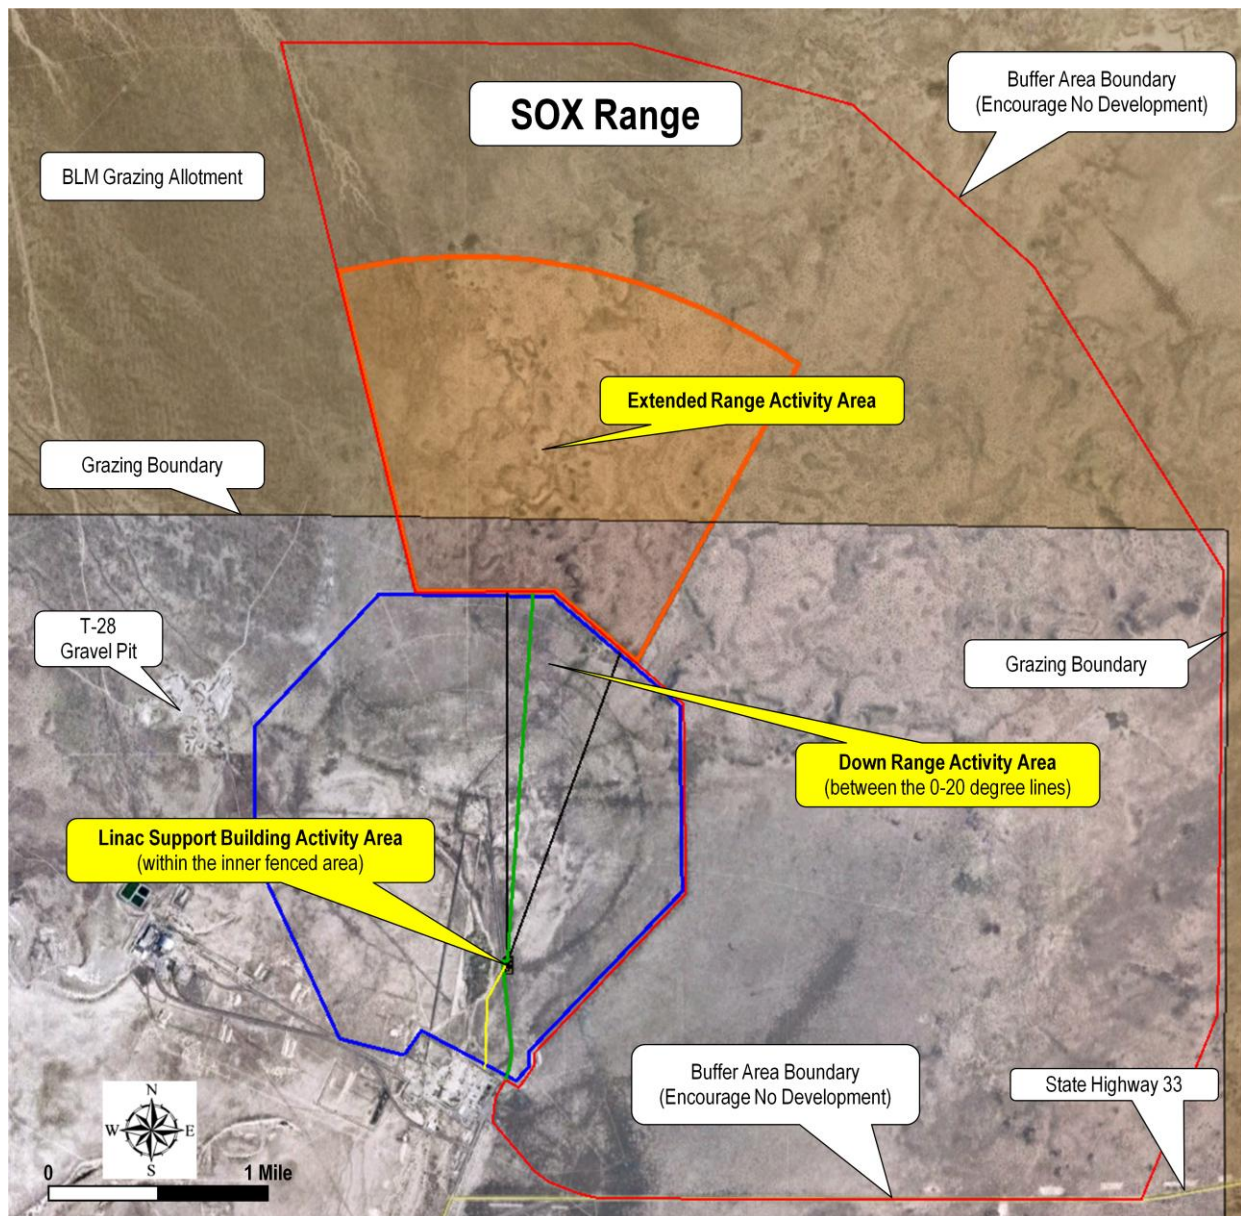 SOX Range
Buffer Area Boundary
(Encourage No Development)
BLM Grazing Allotment
Extended Range Activity Area
Grazing Boundary
T-28
Gravel Pit
Grazing Boundary
Down Range Activity Area
(between the 0-20 degree lines)
Linac Support Building Activity Area
(within the inner fenced area)
Buffer Area Boundary
(Encourage No Development)
State Highway 33
N
W
E
S
0
1 Mile